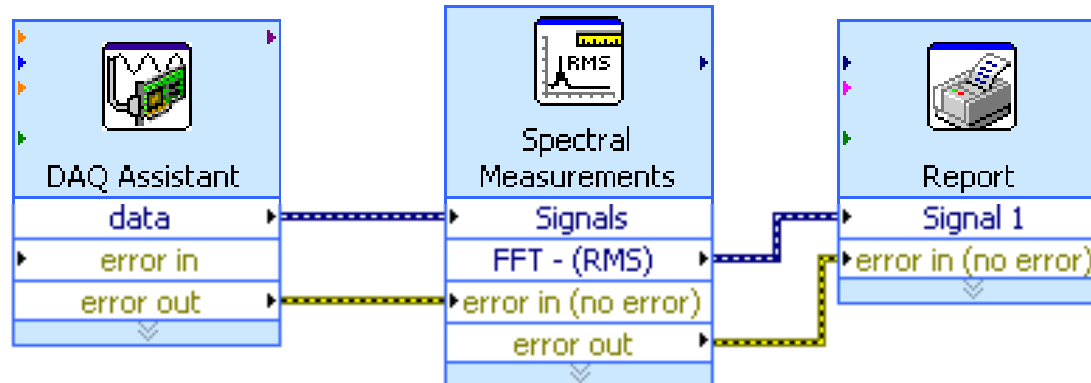 DAQ Assistant
data
error in
error out
RMS
Spectral
Measurements
Signals
FFT - (RMS)
error in (no error)
error out
Report
Signal 1
error in (no error)